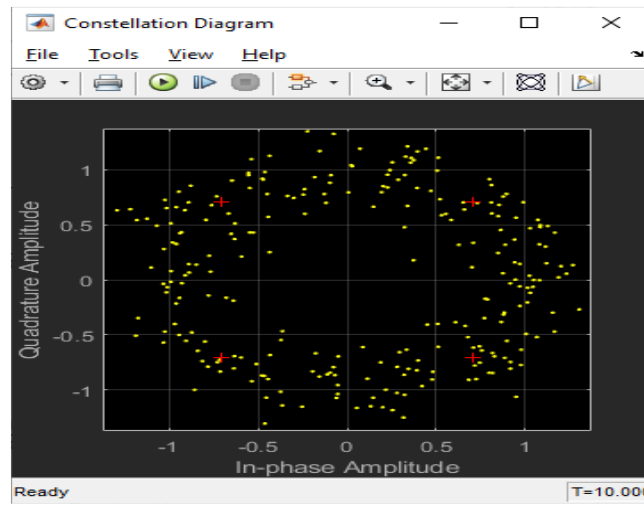 Constellation Diagram
File Tools View Help
1
0.5
0
-0.5
-1
Quadrature Amplitude
-1 -0.5 0 0.5 1
In-phase Amplitude
Ready T=10.000